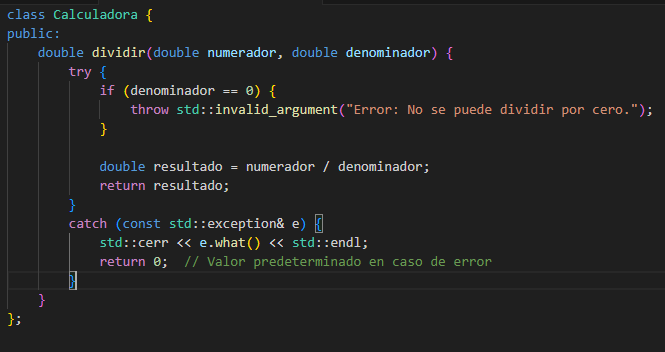 class Calculadora {
public:
    double dividir(double numerador, double denominador) {
        try {
            if (denominador == 0) {
                throw std::invalid_argument("Error: No se puede dividir por cero.");
            }

            double resultado = numerador / denominador;
            return resultado;
        }
        catch (const std::exception& e) {
            std::cerr << e.what() << std::endl;
            return 0;  // Valor predeterminado en caso de error
        }
    }
};